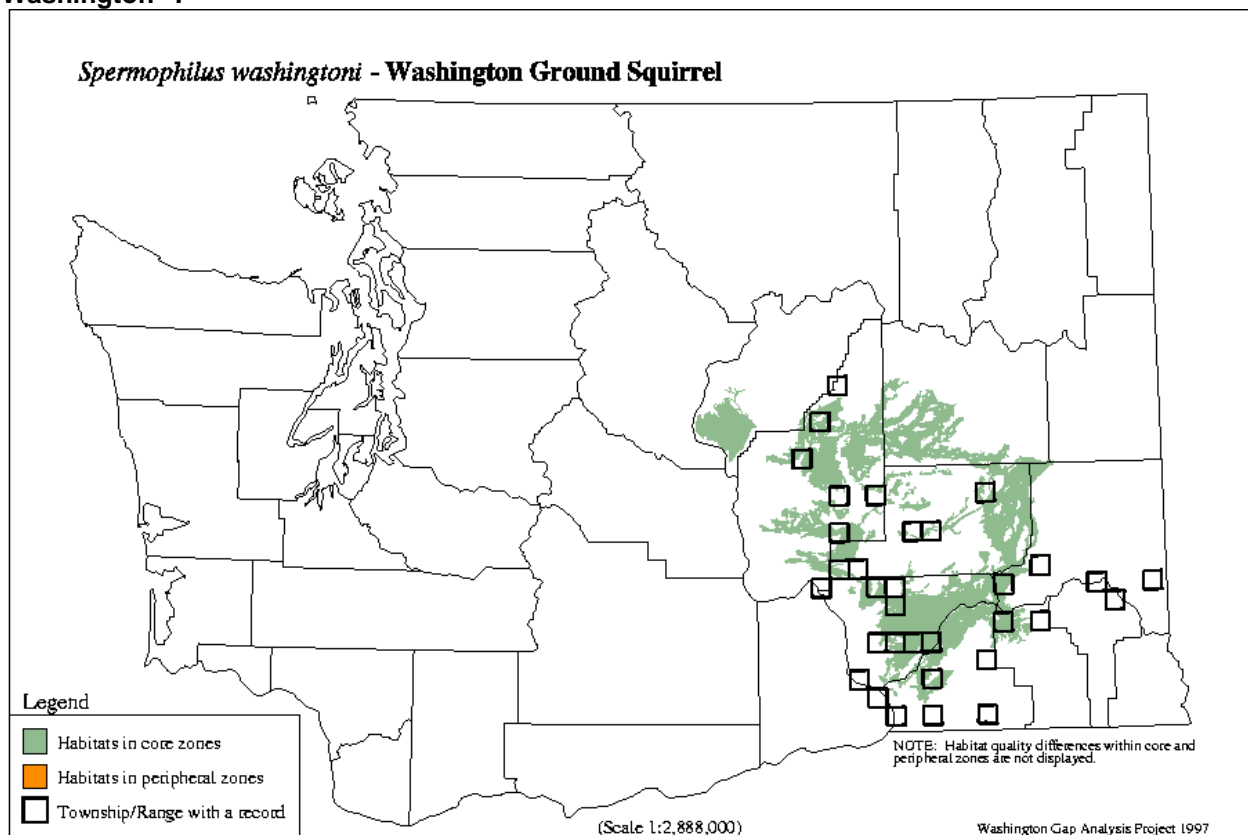 Spermophilus washingtoni - Washington Ground Squirrel
Legend
Habitats in core zones
Habitats in peripheral zones
Township/Range with a record
NOTE: Habitat quality differences within core and
peripheral zones are not displayed.
(Scale 1:2,888,000)
Washington Gap Analysis Project 1997